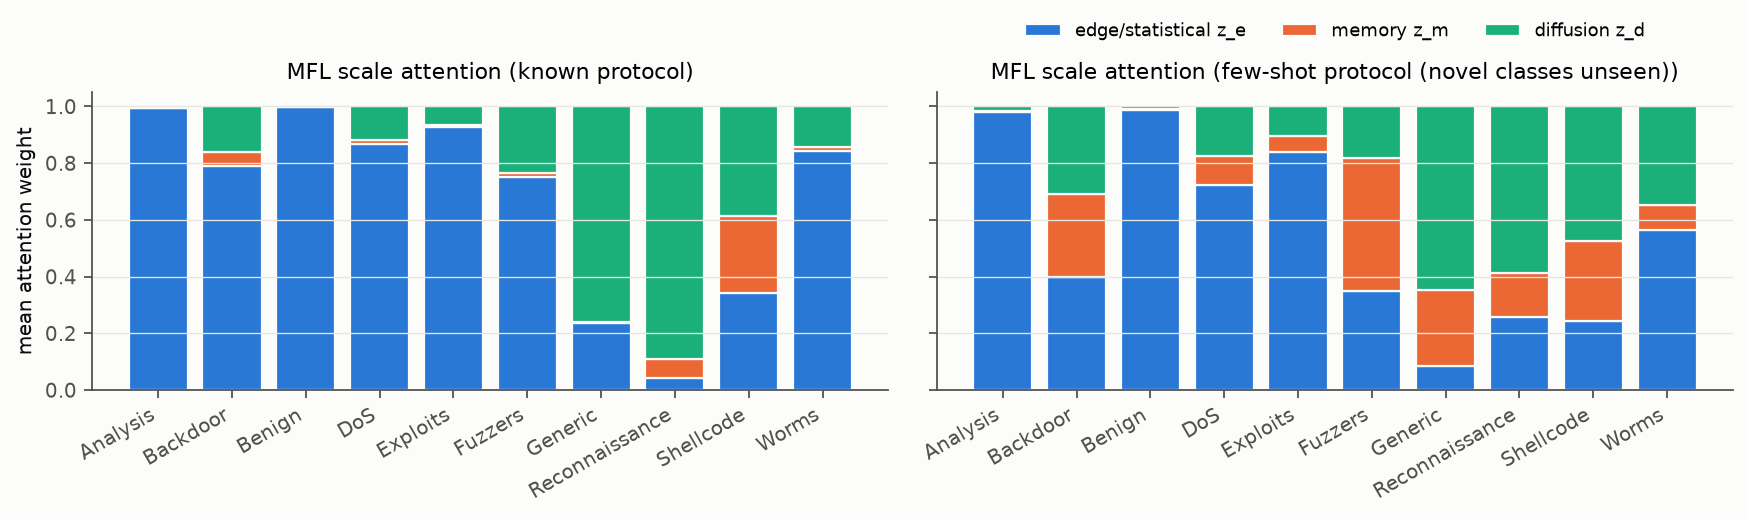 edge/statistical z_e memory z_m diffusion z_d
MFL scale attention (known protocol)
MFL scale attention (few-shot protocol (novel classes unseen))
mean attention weight
1.0
0.8
0.6
0.4
0.2
0.0
Analysis Backdoor Benign DoS Exploits Fuzzers Generic Reconnaissance Shellcode Worms
Analysis Backdoor Benign DoS Exploits Fuzzers Generic Reconnaissance Shellcode Worms